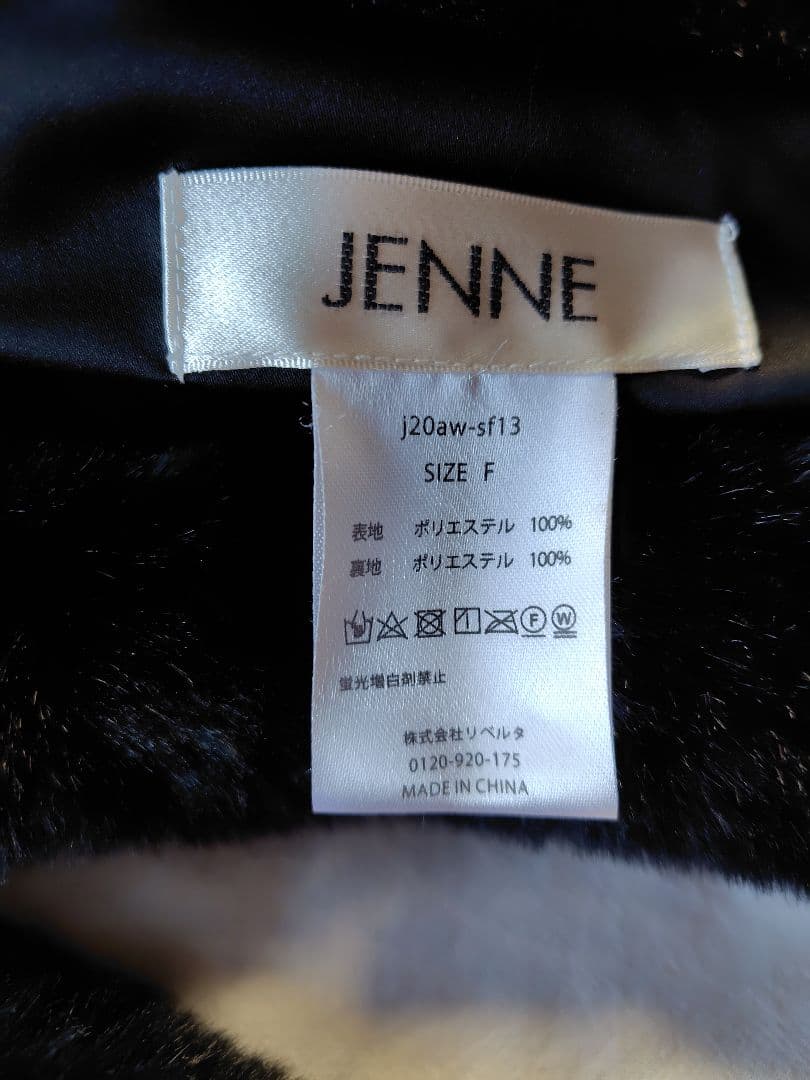 JENNE
j20aw-sf13
SIZE F
表地 ポリエステル 100%
裏地 ポリエステル 100%
F W
蛍光増白剤禁止
株式会社リベルタ
0120-920-175
MADE IN CHINA